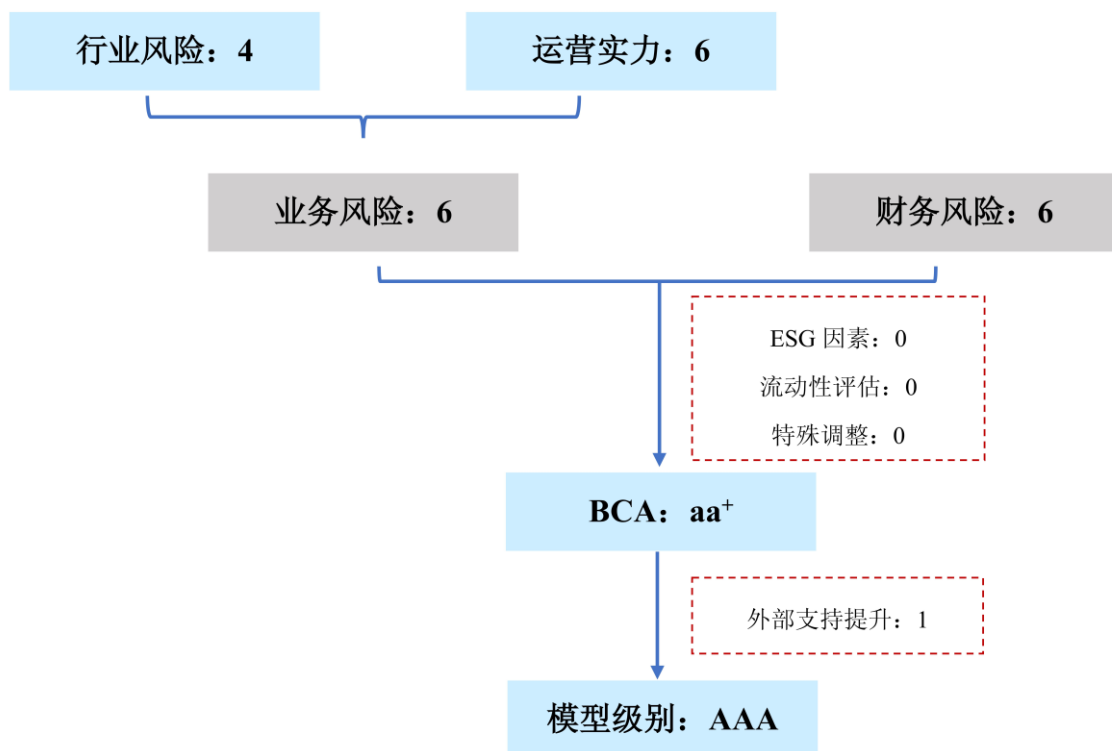 行业风险：4
运营实力：6
业务风险：6
财务风险：6
ESG 因素：0
流动性评估：0
特殊调整：0
BCA：aa⁺
外部支持提升：1
模型级别：AAA